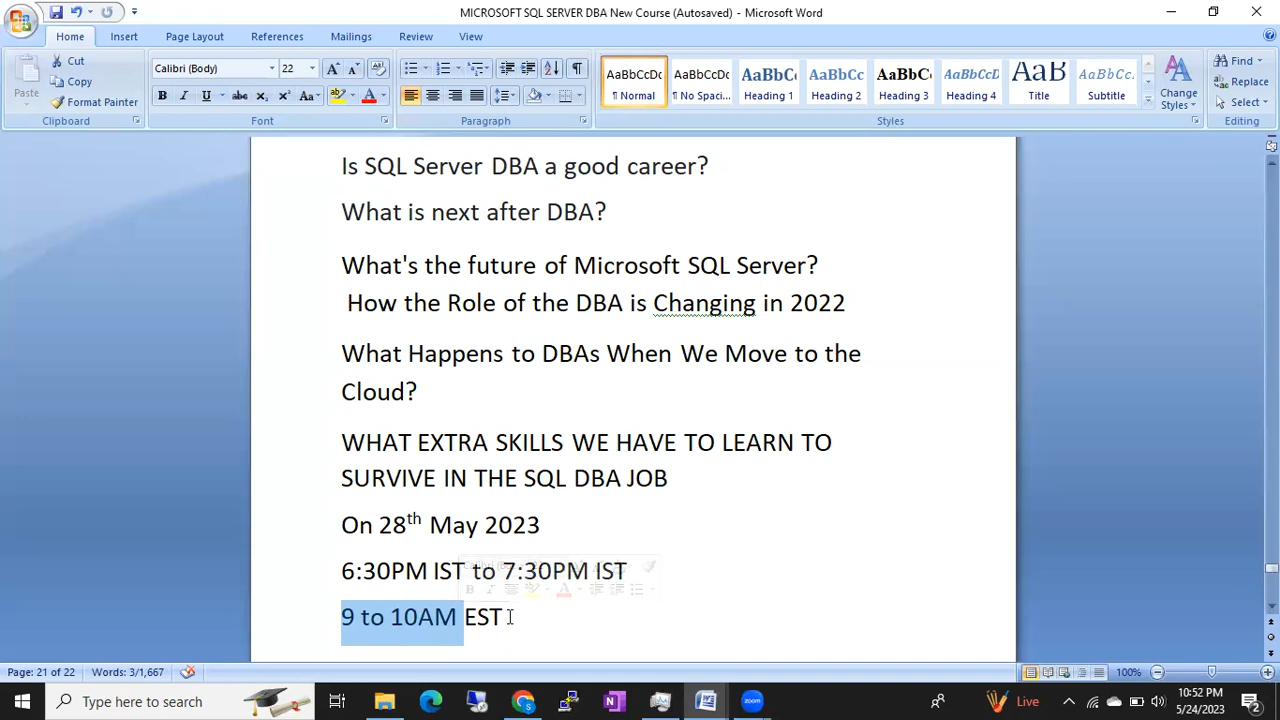 MICROSOFT SQL SERVER DBA New Course (Autosaved) - Microsoft Word
Home Insert Page Layout References Mailings Review View
Cut
Copy
Format Painter
Paste
Clipboard
Calibri (Body) 22
B I U abc x₂ x² Aa
Font
Paragraph
AaBbCcDc AaBbCcDc AaBbCc AaBbCc AaBbCc AaBbCcD AaB AaBbCcD
¶ Normal ¶ No Spaci... Heading 1 Heading 2 Heading 3 Heading 4 Title Subtitle
Change
Styles
Styles
Find
Replace
Select
Editing
Is SQL Server DBA a good career?
What is next after DBA?
What's the future of Microsoft SQL Server?
How the Role of the DBA is Changing in 2022
What Happens to DBAs When We Move to the
Cloud?
WHAT EXTRA SKILLS WE HAVE TO LEARN TO
SURVIVE IN THE SQL DBA JOB
On 28th May 2023
6:30PM IST to 7:30PM IST
9 to 10AM EST
Page: 21 of 22 Words: 3/1,667 100%
Type here to search
Live
10:52 PM
5/24/2023
2